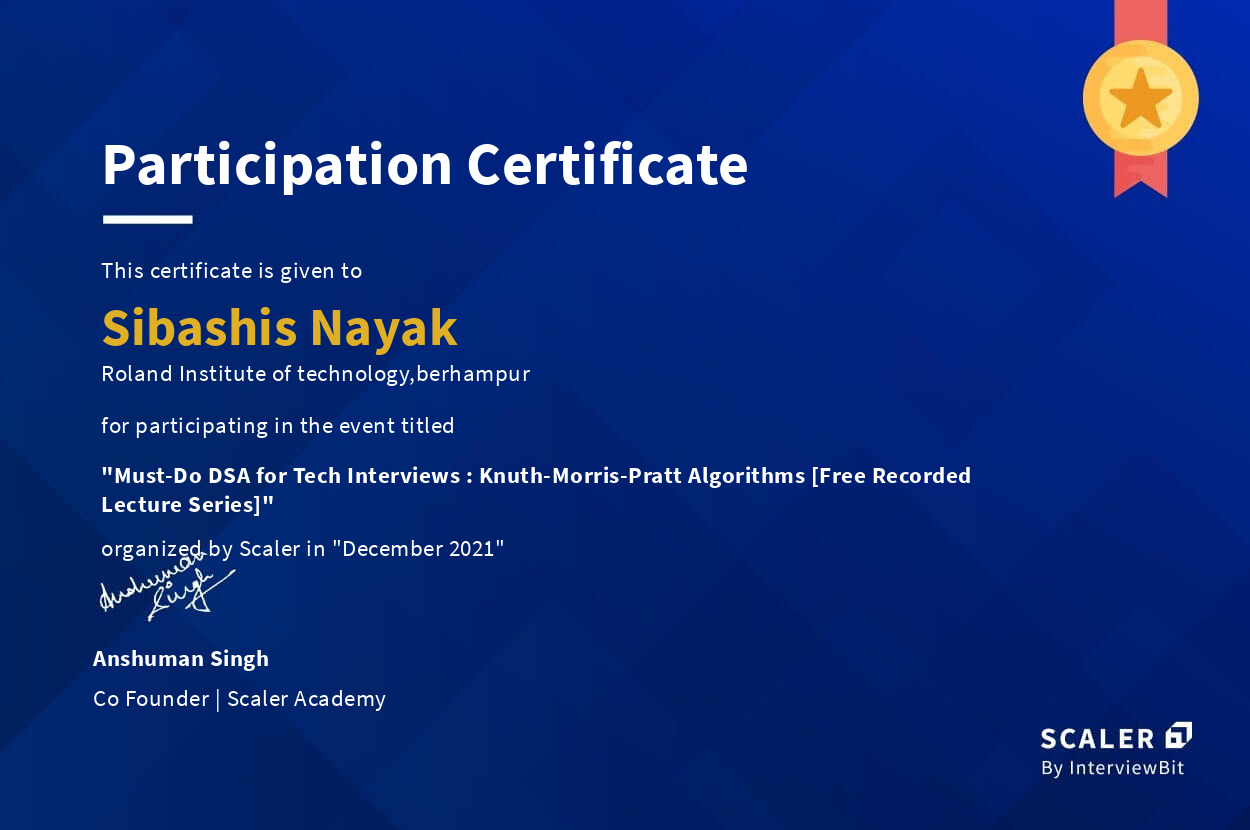 Participation Certificate
This certificate is given to
Sibashis Nayak
Roland Institute of technology,berhampur
for participating in the event titled
"Must-Do DSA for Tech Interviews : Knuth-Morris-Pratt Algorithms [Free Recorded
Lecture Series]"
organized by Scaler in "December 2021"
Anshuman
Singh
Anshuman Singh
Co Founder | Scaler Academy
SCALER
By InterviewBit